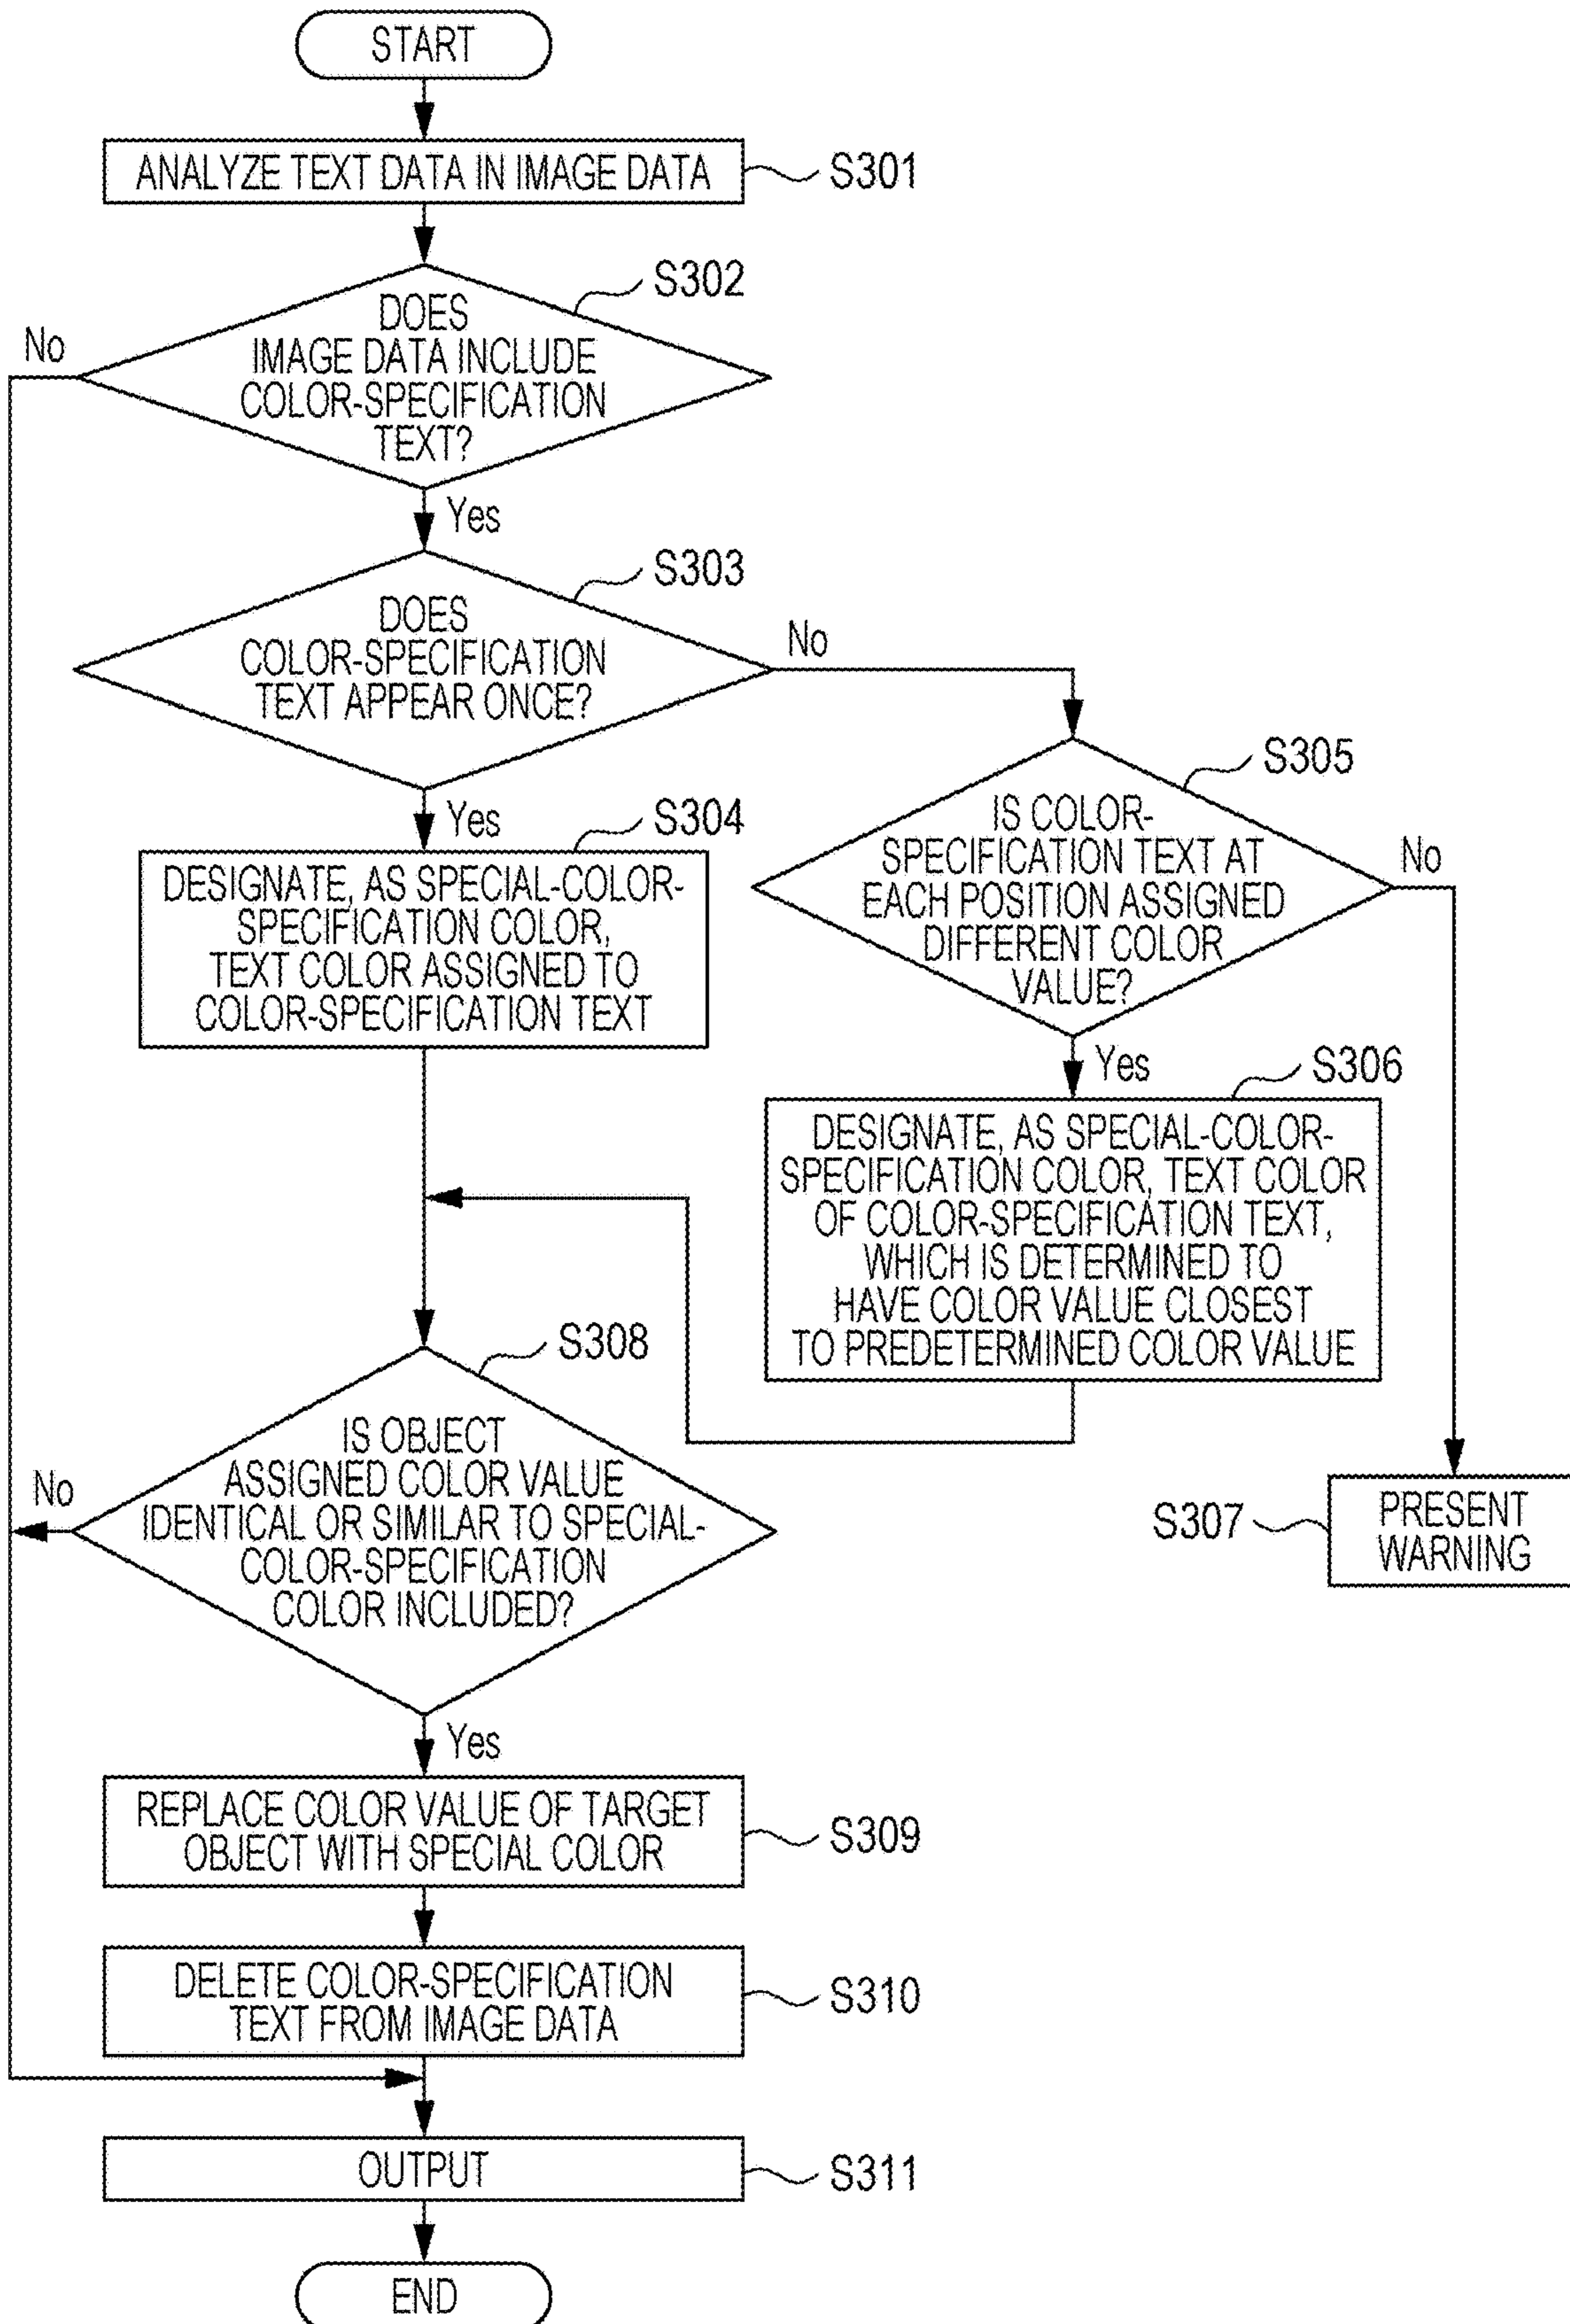 START
ANALYZE TEXT DATA IN IMAGE DATA
S301
S302
DOES
IMAGE DATA INCLUDE
COLOR-SPECIFICATION
TEXT?
No
Yes
S303
DOES
COLOR-SPECIFICATION
TEXT APPEAR ONCE?
No
Yes
S304
DESIGNATE, AS SPECIAL-COLOR-
SPECIFICATION COLOR,
TEXT COLOR ASSIGNED TO
COLOR-SPECIFICATION TEXT
S305
IS COLOR-
SPECIFICATION TEXT AT
EACH POSITION ASSIGNED
DIFFERENT COLOR
VALUE?
No
Yes
S306
DESIGNATE, AS SPECIAL-COLOR-
SPECIFICATION COLOR, TEXT COLOR
OF COLOR-SPECIFICATION TEXT,
WHICH IS DETERMINED TO
HAVE COLOR VALUE CLOSEST
TO PREDETERMINED COLOR VALUE
S307
PRESENT
WARNING
S308
IS OBJECT
ASSIGNED COLOR VALUE
IDENTICAL OR SIMILAR TO SPECIAL-
COLOR-SPECIFICATION
COLOR INCLUDED?
No
Yes
REPLACE COLOR VALUE OF TARGET
OBJECT WITH SPECIAL COLOR
S309
DELETE COLOR-SPECIFICATION
TEXT FROM IMAGE DATA
S310
OUTPUT
S311
END